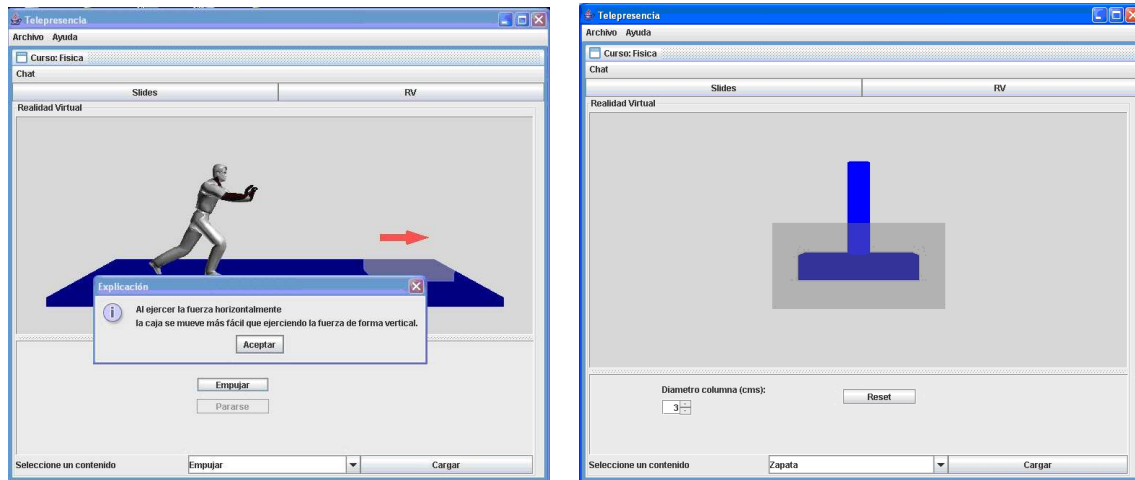 Telepresencia
Archivo Ayuda
Curso: Fisica
Chat
Slides RV
Realidad Virtual
Explicación
Al ejercer la fuerza horizontalmente
la caja se mueve más fácil que ejerciendo la fuerza de forma vertical.
Aceptar
Empujar
Pararse
Seleccione un contenido Empujar Cargar
Telepresencia
Archivo Ayuda
Curso: Fisica
Chat
Slides RV
Realidad Virtual
Diametro columna (cms):
3
Reset
Seleccione un contenido Zapata Cargar